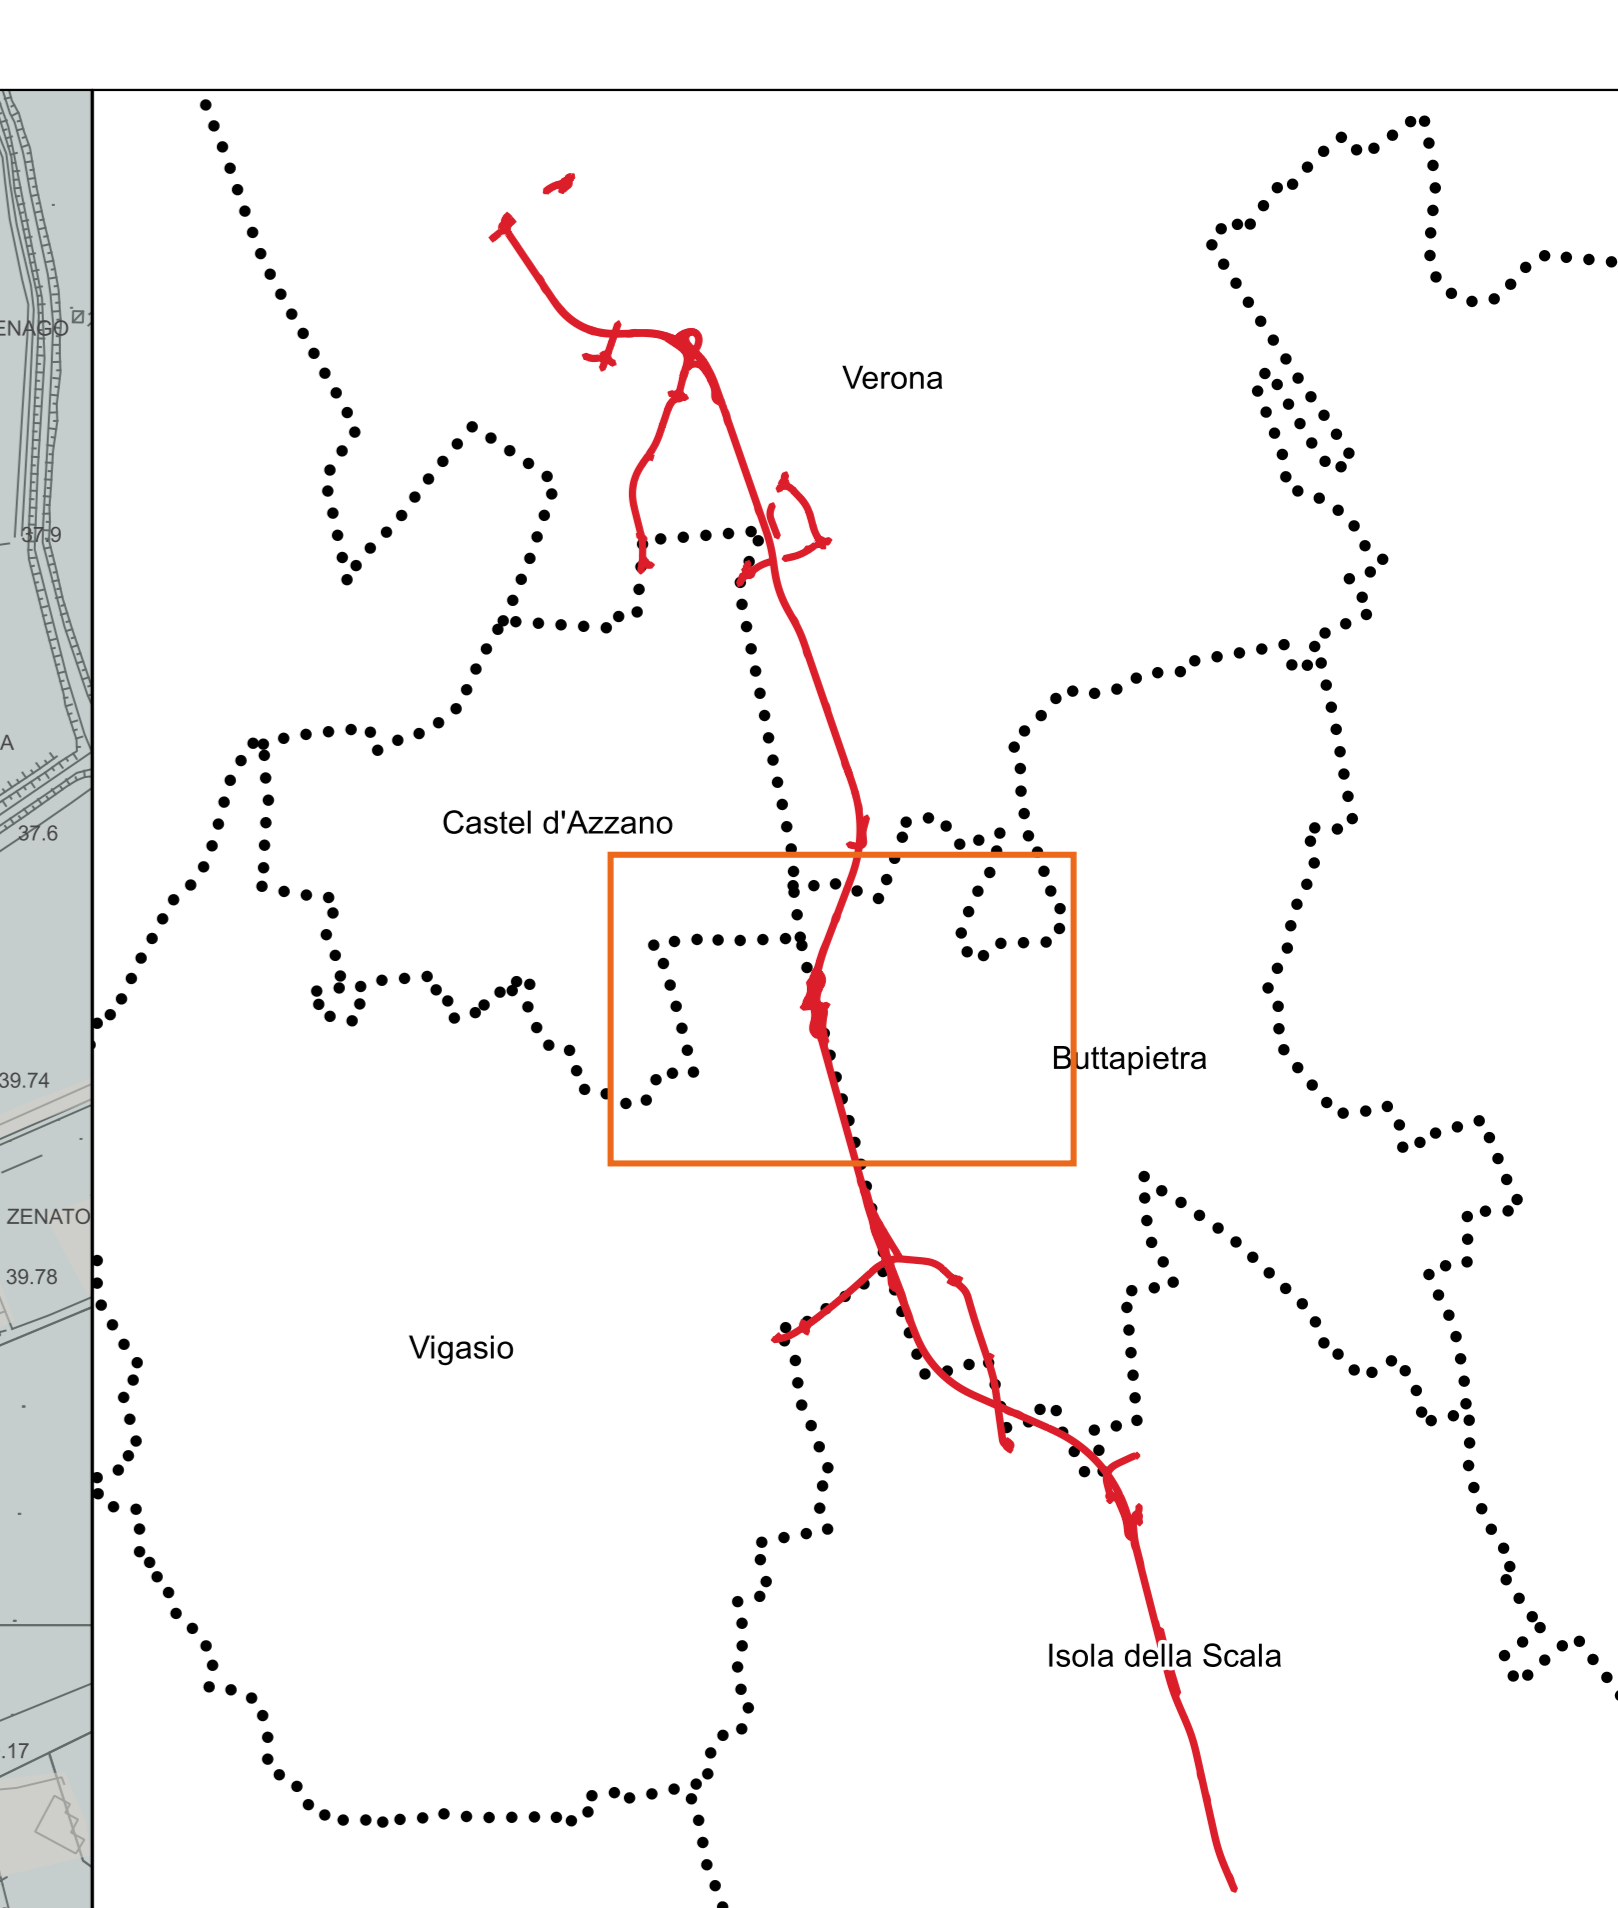 ENAGO
Verona
37.9
A
Castel d'Azzano
37.6
Buttapietra
39.74
ZENATO
39.78
Vigasio
Isola della Scala
.17